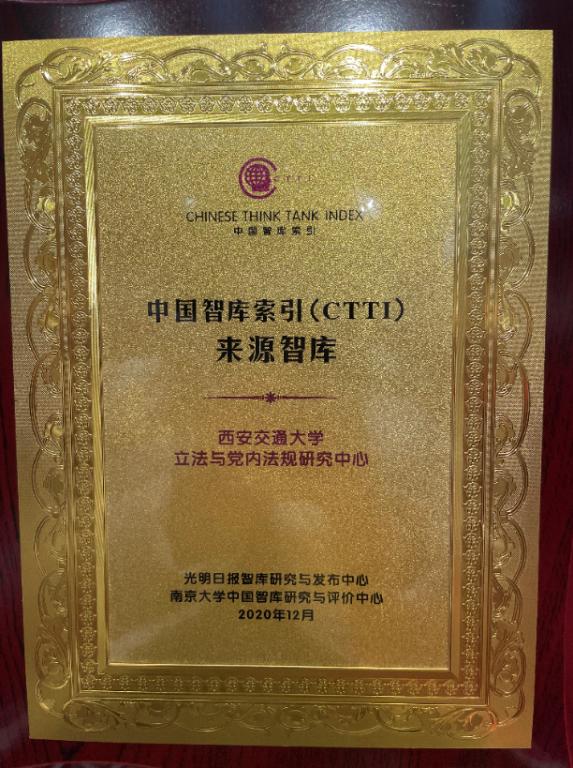 CTTI
CHINESE THINK TANK INDEX
中国智库索引
中国智库索引(CTTI)
来源智库
西安交通大学
立法与党内法规研究中心
光明日报智库研究与发布中心
南京大学中国智库研究与评价中心
2020年12月